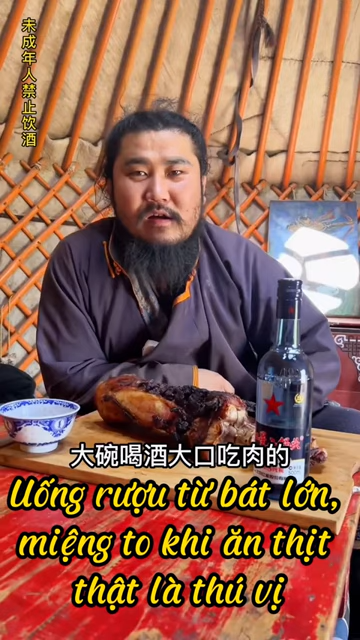 未成年人禁止饮酒
大碗喝酒大口吃肉的
Uống rượu từ bát lớn,
miệng to khi ăn thịt
thật là thú vị